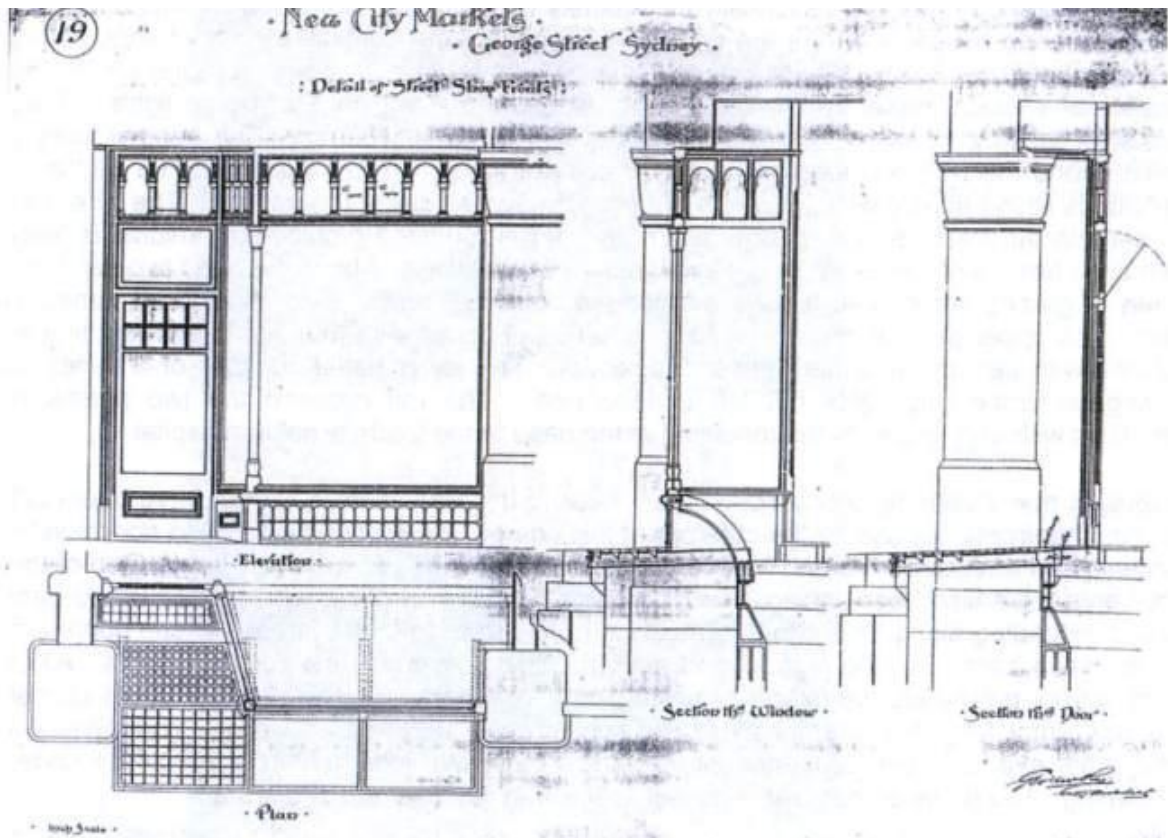 19
· New City Markets ·
· George Street Sydney ·
: Detail of Street Shop Fronts :
· Elevation ·
· Section thro' Window ·
· Section thro' Door ·
· Plan ·
Scale ·